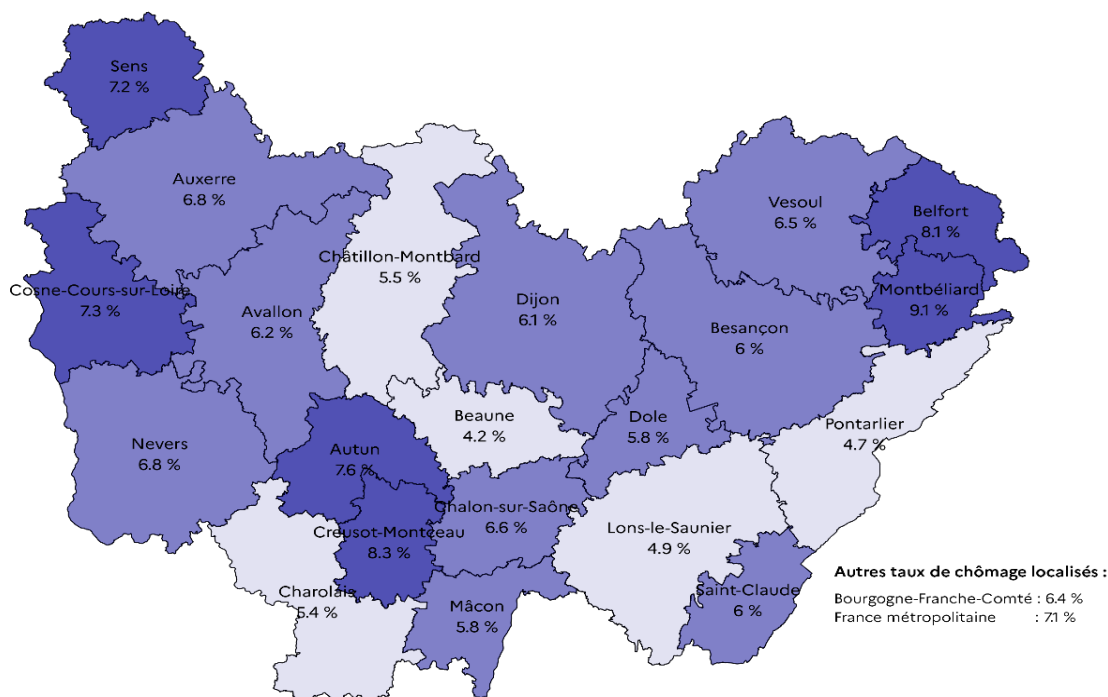 Sens
7.2 %
Auxerre
6.8 %
Vesoul
6.5 %
Belfort
8.1 %
Châtillon-Montbard
5.5 %
Cosne-Cours-sur-Loire
7.3 %
Montbéliard
9.1 %
Avallon
6.2 %
Dijon
6.1 %
Besançon
6 %
Beaune
4.2 %
Dole
5.8 %
Pontarlier
4.7 %
Nevers
6.8 %
Autun
7.6 %
Chalon-sur-Saône
6.6 %
Creusot-Montceau
8.3 %
Lons-le-Saunier
4.9 %
Charolais
5.4 %
Mâcon
5.8 %
Saint-Claude
6 %
Autres taux de chômage localisés :
Bourgogne-Franche-Comté : 6.4 %
France métropolitaine : 7.1 %